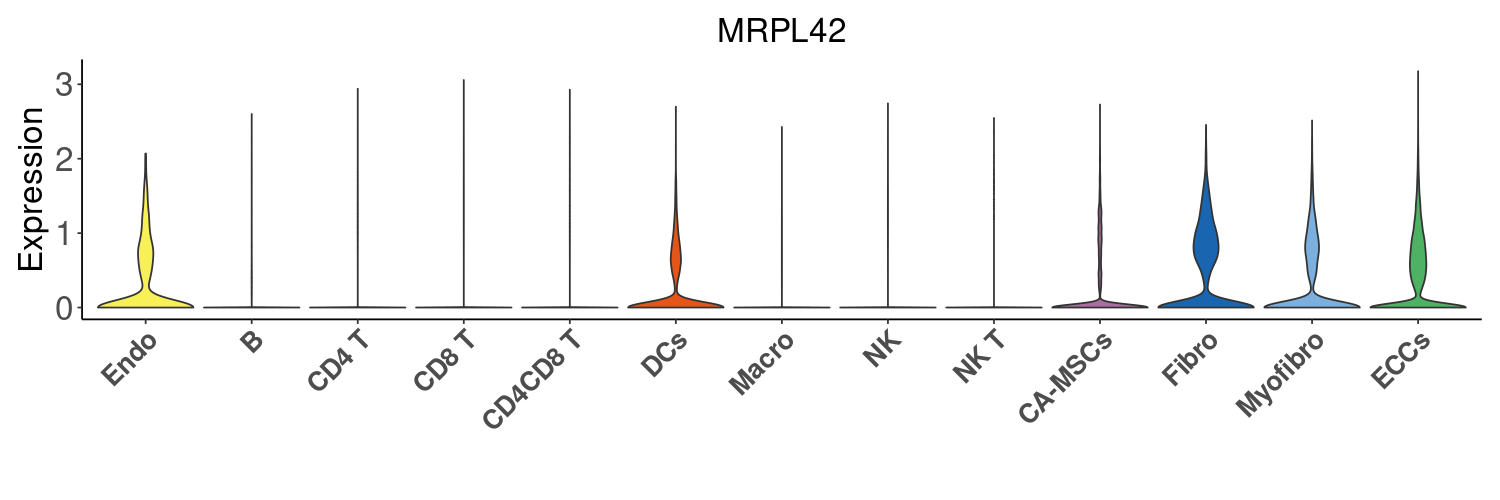 MRPL42
Expression
3
2
1
0
Endo
B
CD4 T
CD8 T
CD4CD8 T
DCs
Macro
NK
NK T
CA-MSCs
Fibro
Myofibro
ECCs